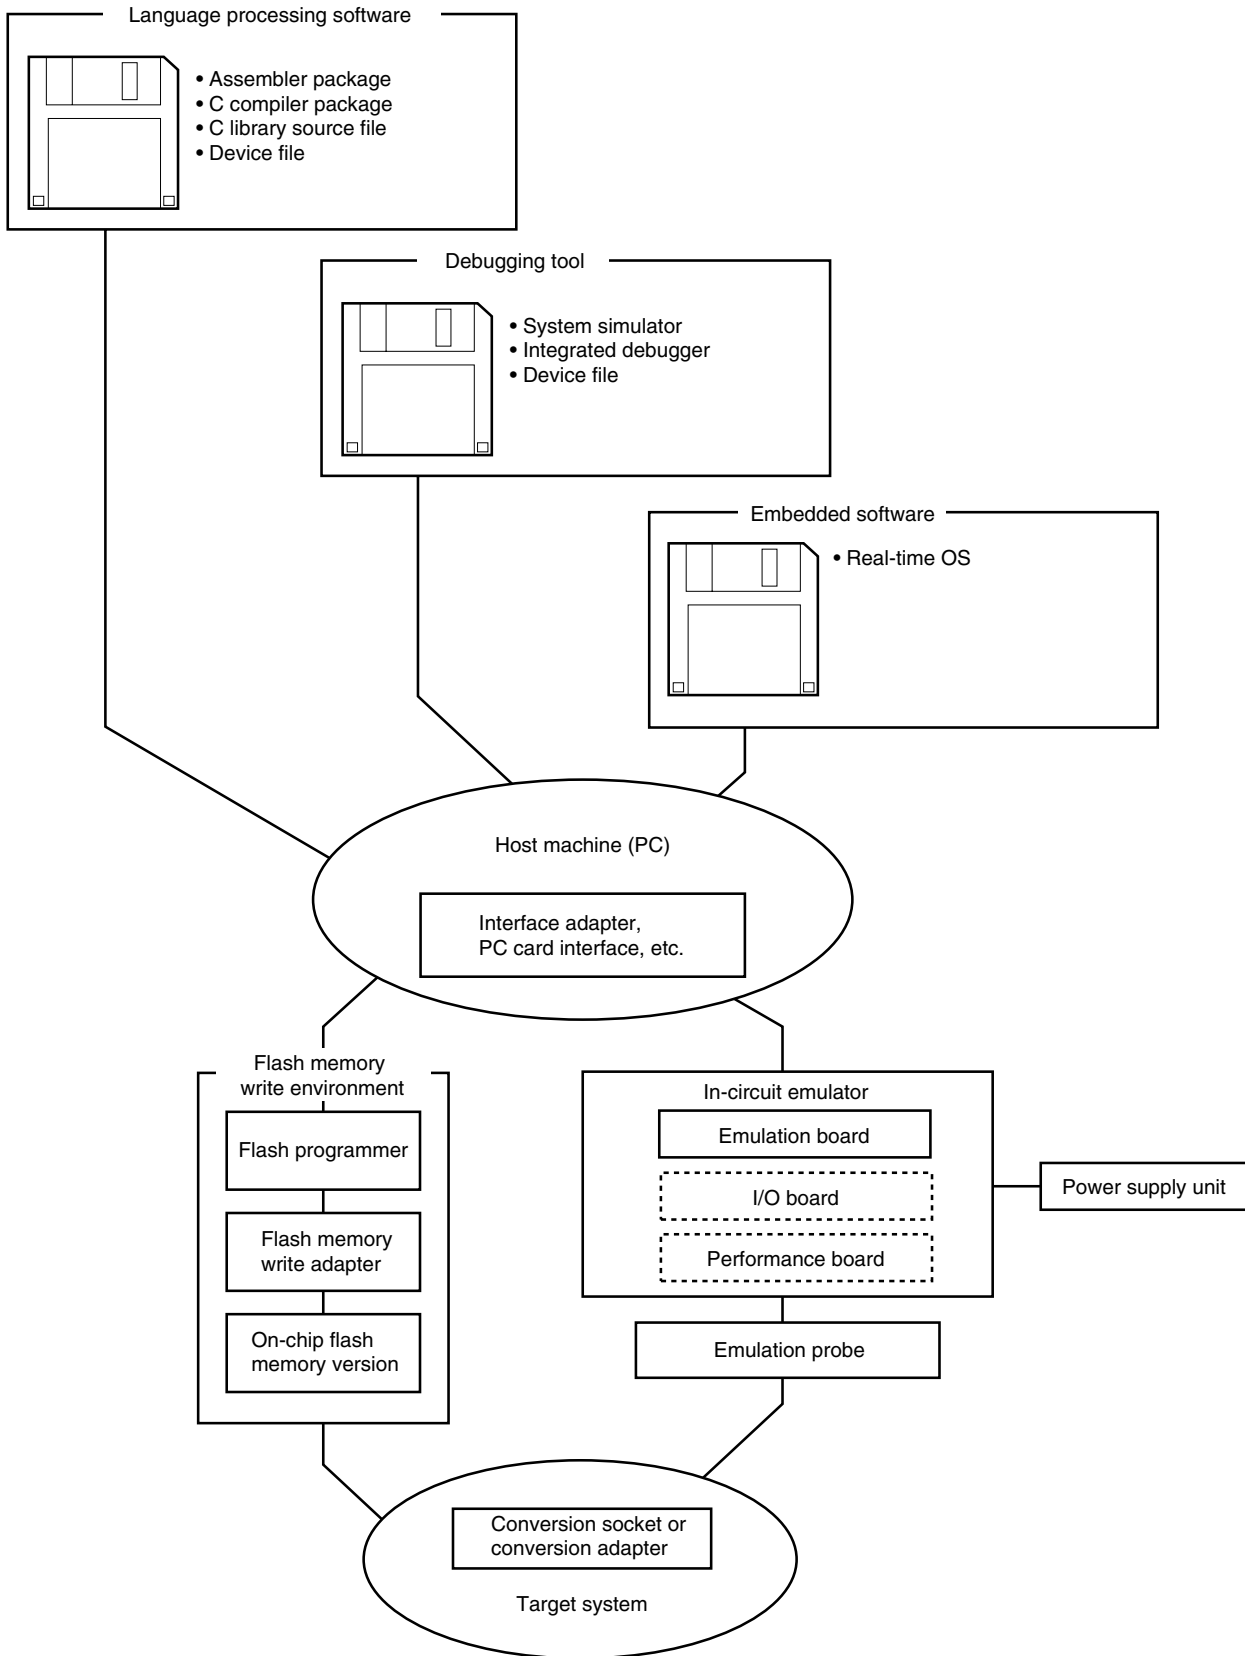 Language processing software
• Assembler package
• C compiler package
• C library source file
• Device file
Debugging tool
• System simulator
• Integrated debugger
• Device file
Embedded software
• Real-time OS
Host machine (PC)
Interface adapter,
PC card interface, etc.
Flash memory
write environment
Flash programmer
Flash memory
write adapter
On-chip flash
memory version
In-circuit emulator
Emulation board
I/O board
Performance board
Power supply unit
Emulation probe
Conversion socket or
conversion adapter
Target system